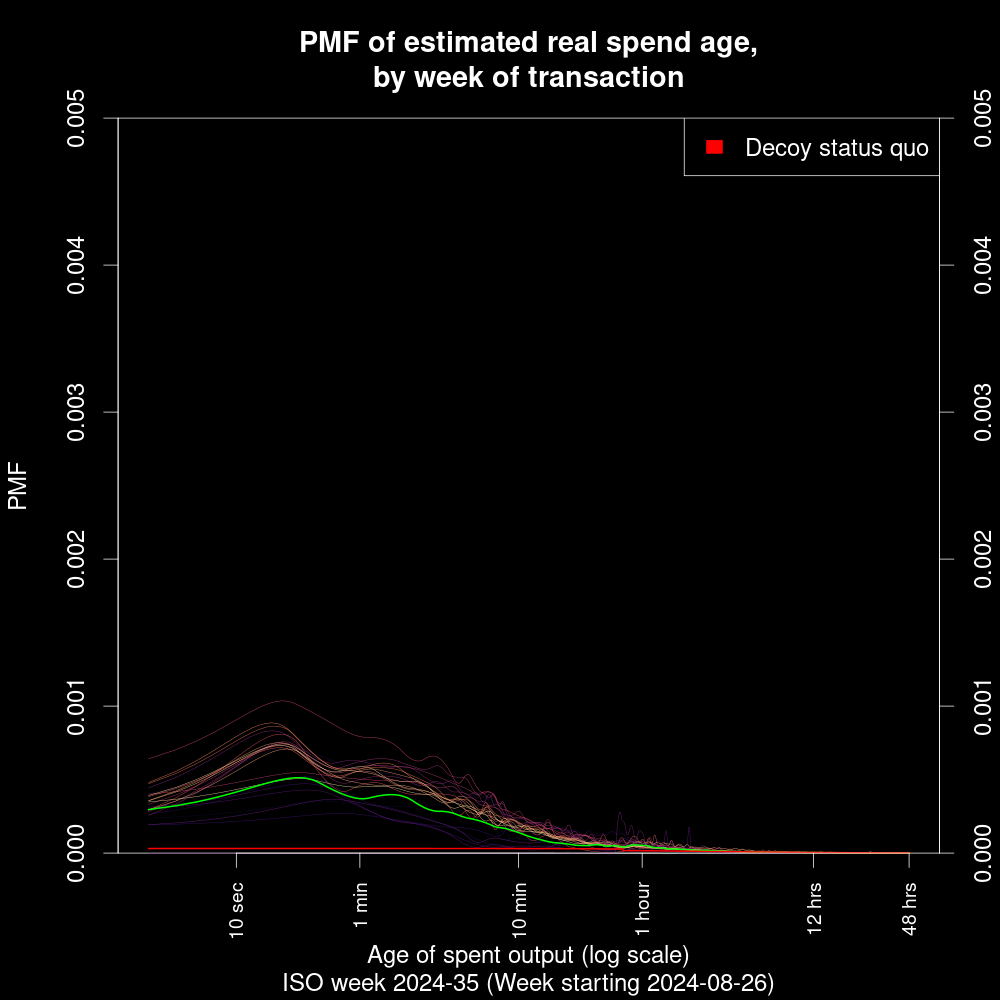 PMF of estimated real spend age,
by week of transaction
Decoy status quo
PMF
0.000
0.001
0.002
0.003
0.004
0.005
0.000
0.001
0.002
0.003
0.004
0.005
10 sec
1 min
10 min
1 hour
12 hrs
48 hrs
Age of spent output (log scale)
ISO week 2024-35 (Week starting 2024-08-26)